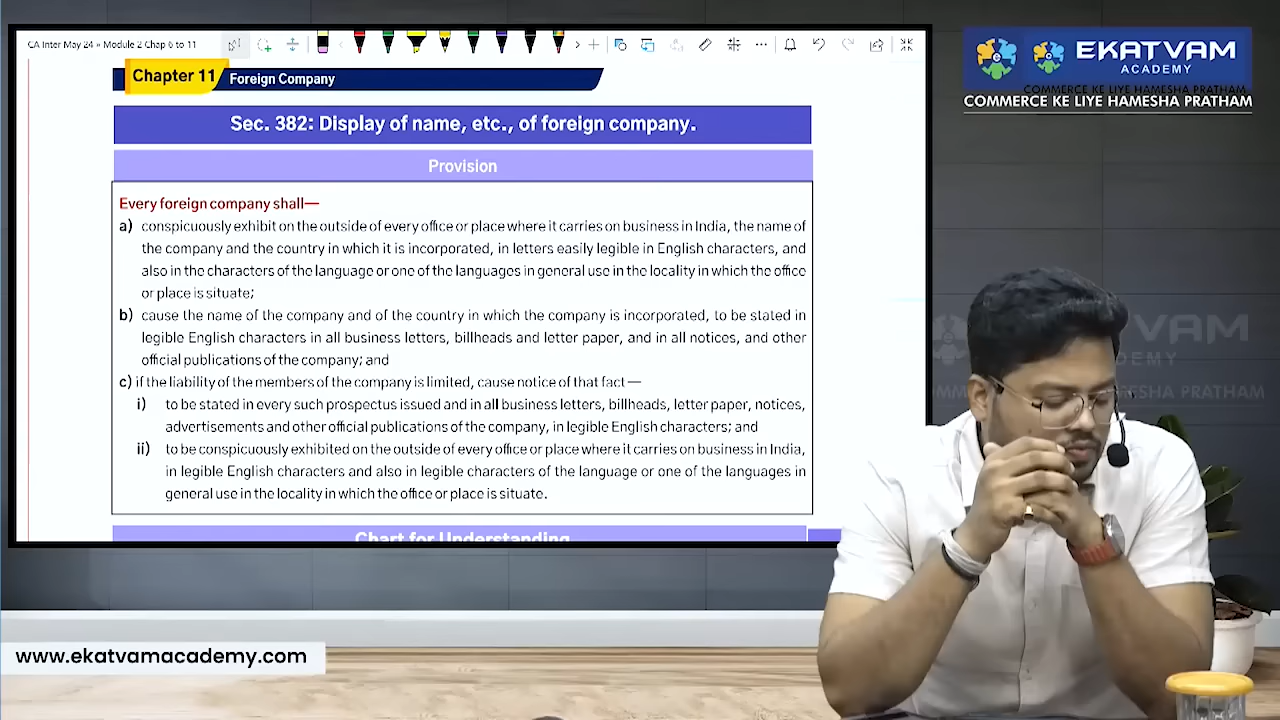 CA Inter May 24 » Module 2 Chap 6 to 11
Chapter 11
Foreign Company
Sec. 382: Display of name, etc., of foreign company.
Provision
Every foreign company shall—
a) conspicuously exhibit on the outside of every office or place where it carries on business in India, the name of
the company and the country in which it is incorporated, in letters easily legible in English characters, and
also in the characters of the language or one of the languages in general use in the locality in which the office
or place is situate;
b) cause the name of the company and of the country in which the company is incorporated, to be stated in
legible English characters in all business letters, billheads and letter paper, and in all notices, and other
official publications of the company; and
c) if the liability of the members of the company is limited, cause notice of that fact—
i) to be stated in every such prospectus issued and in all business letters, billheads, letter paper, notices,
advertisements and other official publications of the company, in legible English characters; and
ii) to be conspicuously exhibited on the outside of every office or place where it carries on business in India,
in legible English characters and also in legible characters of the language or one of the languages in
general use in the locality in which the office or place is situate.
Chart for Understanding
EKATVAM
ACADEMY
COMMERCE KE LIYE HAMESHA PRATHAM
COMMERCE KE LIYE HAMESHA PRATHAM
VAM
DEMY
MESHA PRATHAM
www.ekatvamacademy.com